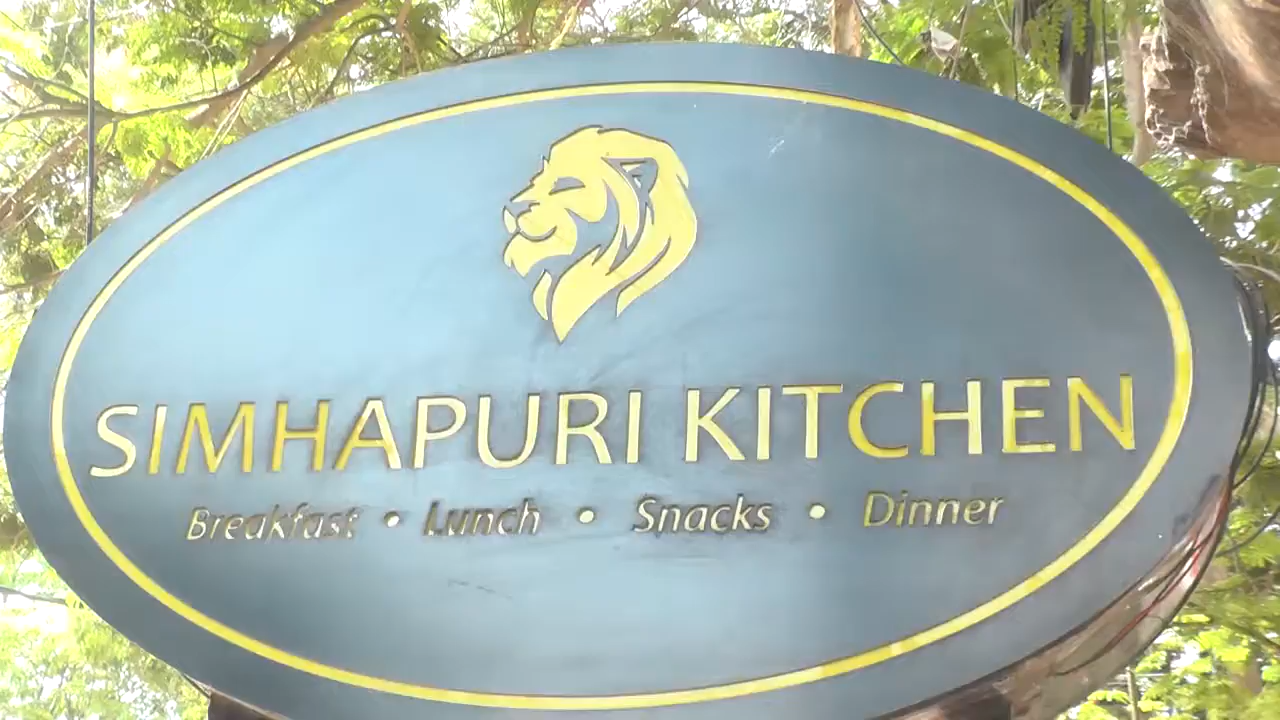 SIMHAPURI KITCHEN
Breakfast • Lunch • Snacks • Dinner